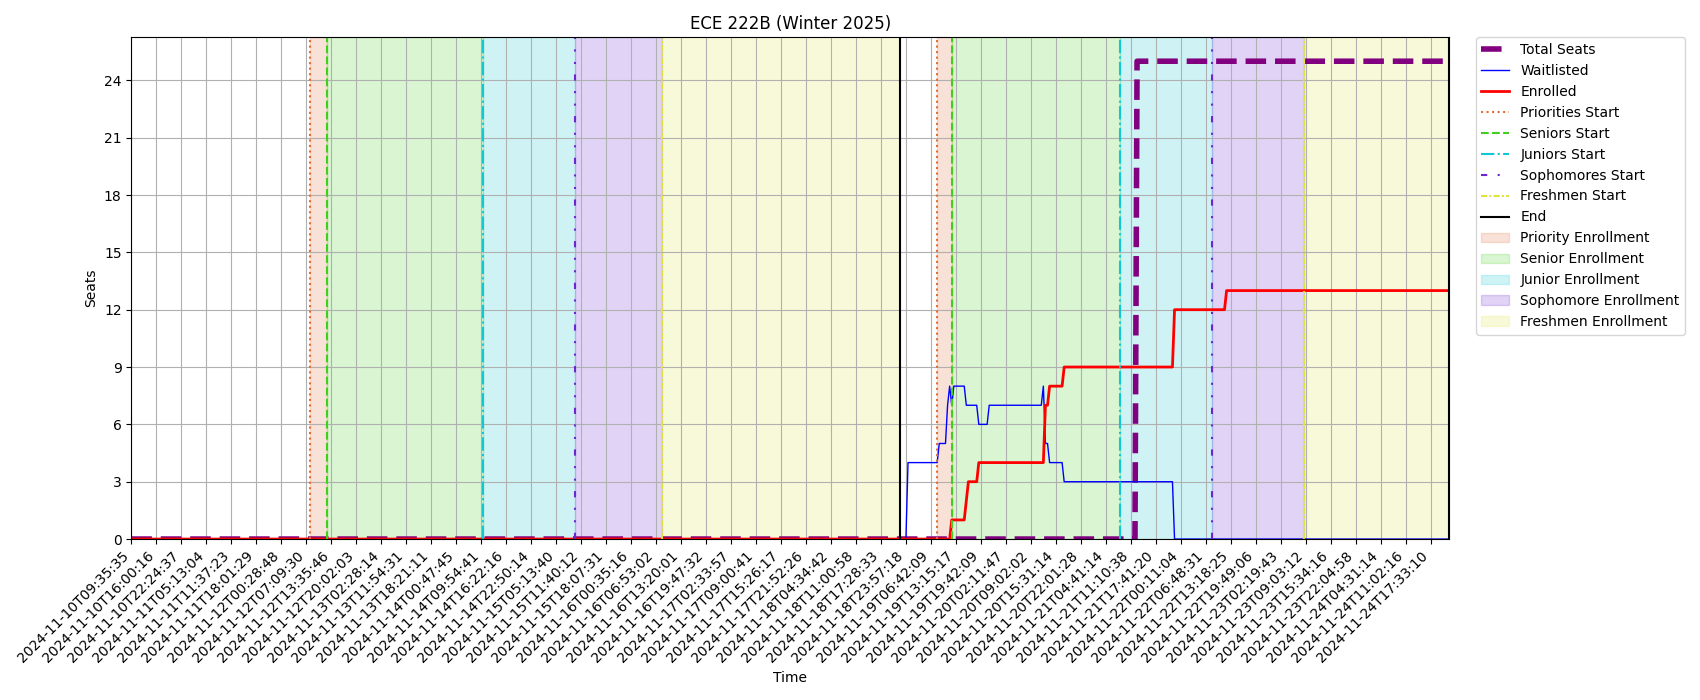 ECE 222B (Winter 2025)
Seats
24
21
18
15
12
9
6
3
0
2024-11-10T09:35:35
2024-11-10T16:00:16
2024-11-10T22:24:37
2024-11-11T05:13:04
2024-11-11T11:37:23
2024-11-11T18:01:29
2024-11-12T00:28:48
2024-11-12T07:09:30
2024-11-12T13:35:46
2024-11-12T20:02:03
2024-11-13T02:28:14
2024-11-13T11:54:31
2024-11-13T18:21:11
2024-11-14T00:47:45
2024-11-14T09:54:41
2024-11-14T16:22:16
2024-11-14T22:50:14
2024-11-15T05:13:40
2024-11-15T11:40:12
2024-11-15T18:07:31
2024-11-16T00:35:16
2024-11-16T06:53:02
2024-11-16T13:20:01
2024-11-16T19:47:32
2024-11-17T02:33:57
2024-11-17T09:00:41
2024-11-17T15:26:17
2024-11-17T21:52:26
2024-11-18T04:34:42
2024-11-18T11:00:58
2024-11-18T17:28:33
2024-11-18T23:57:18
2024-11-19T06:42:09
2024-11-19T13:15:17
2024-11-19T19:42:09
2024-11-20T02:11:47
2024-11-20T09:02:02
2024-11-20T15:31:14
2024-11-20T22:01:28
2024-11-21T04:41:14
2024-11-21T11:10:38
2024-11-21T17:41:20
2024-11-22T00:11:04
2024-11-22T06:48:31
2024-11-22T13:18:25
2024-11-22T19:49:06
2024-11-23T02:19:43
2024-11-23T09:03:12
2024-11-23T15:34:16
2024-11-23T22:04:58
2024-11-24T04:31:14
2024-11-24T11:02:16
2024-11-24T17:33:10
Time
Total Seats
Waitlisted
Enrolled
Priorities Start
Seniors Start
Juniors Start
Sophomores Start
Freshmen Start
End
Priority Enrollment
Senior Enrollment
Junior Enrollment
Sophomore Enrollment
Freshmen Enrollment